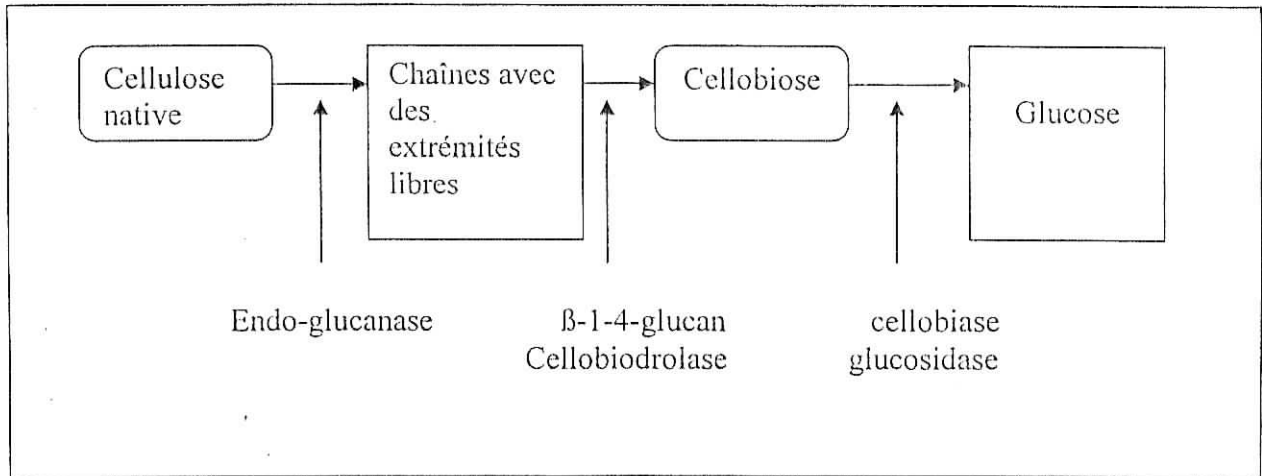 Cellulose
native
Chaînes avec
des
extrémités
libres
Cellobiose
Glucose
Endo-glucanase
ß-1-4-glucan
Cellobiodrolase
cellobiase
glucosidase